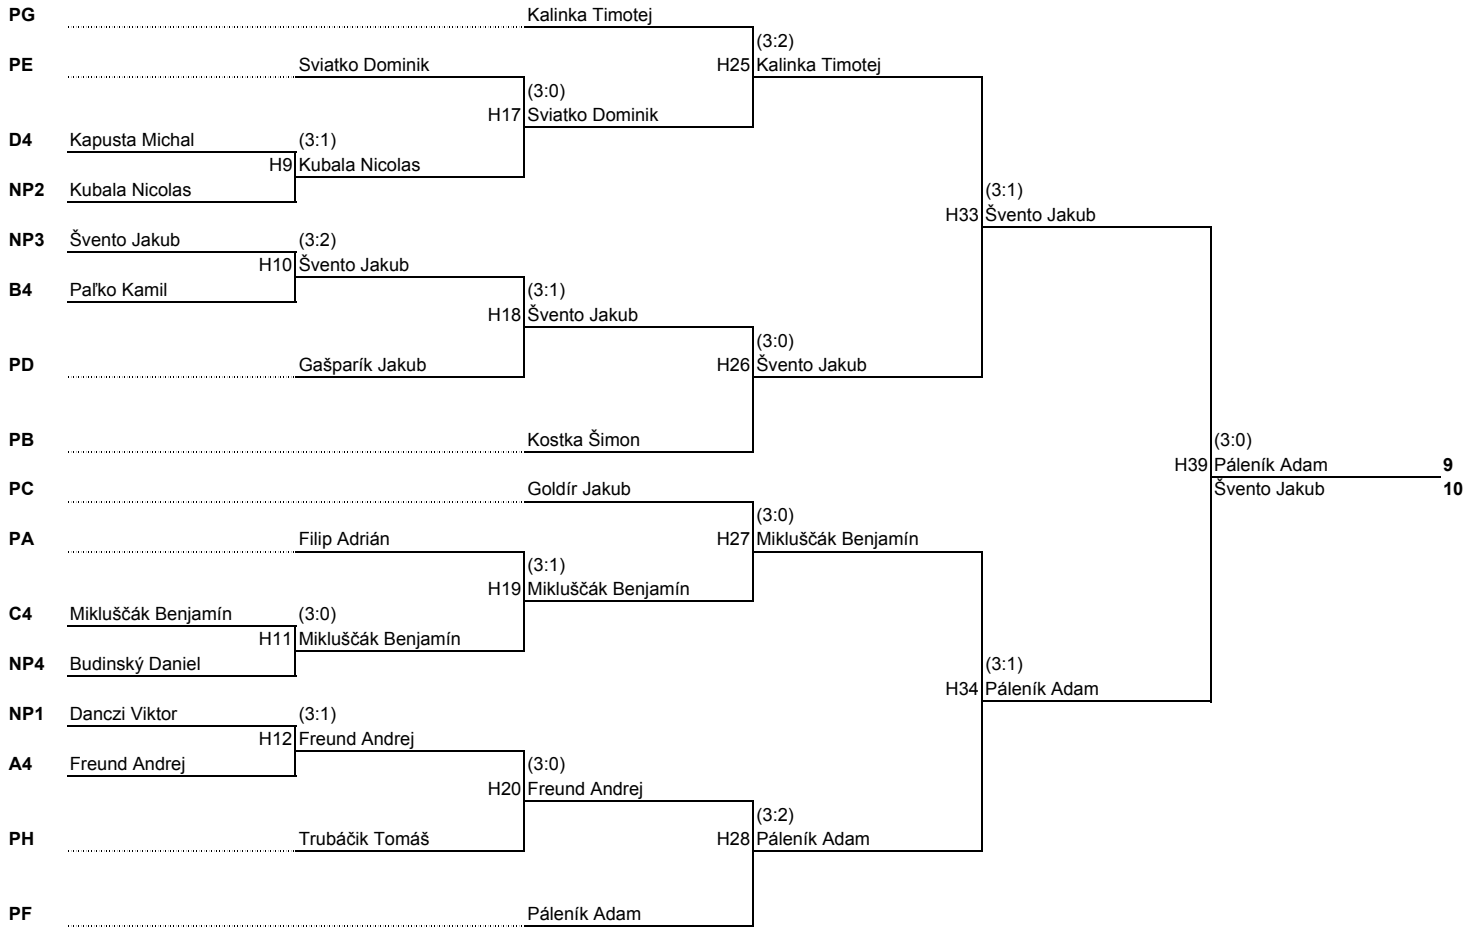 PG Kalinka Timotej
(3:2)
PE Sviatko Dominik H25 Kalinka Timotej
(3:0)
H17 Sviatko Dominik
D4 Kapusta Michal (3:1)
H9 Kubala Nicolas
NP2 Kubala Nicolas (3:1)
H33 Švento Jakub
NP3 Švento Jakub (3:2)
H10 Švento Jakub
B4 Paľko Kamil (3:1)
H18 Švento Jakub
(3:0)
PD Gašparík Jakub H26 Švento Jakub
PB Kostka Šimon (3:0)
H39 Páleník Adam 9
PC Goldír Jakub Švento Jakub 10
(3:0)
PA Filip Adrián H27 Mikluščák Benjamín
(3:1)
H19 Mikluščák Benjamín
C4 Mikluščák Benjamín (3:0)
H11 Mikluščák Benjamín
NP4 Budinský Daniel (3:1)
H34 Páleník Adam
NP1 Danczi Viktor (3:1)
H12 Freund Andrej
A4 Freund Andrej (3:0)
H20 Freund Andrej
(3:2)
PH Trubáčik Tomáš H28 Páleník Adam
PF Páleník Adam